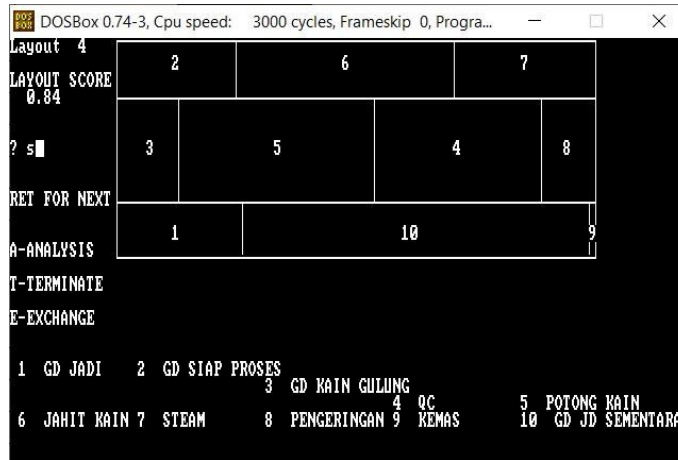 DOSBox 0.74-3, Cpu speed: 3000 cycles, Frameskip 0, Progra...
Layout 4
2 6 7
LAYOUT SCORE
0.84
? s
3 5 4 8
RET FOR NEXT
1 10 9
A-ANALYSIS
T-TERMINATE
E-EXCHANGE
1 GD JADI 2 GD SIAP PROSES
3 GD KAIN GULUNG
4 QC 5 POTONG KAIN
6 JAHIT KAIN 7 STEAM 8 PENGERINGAN 9 KEMAS 10 GD JD SEMENTARA